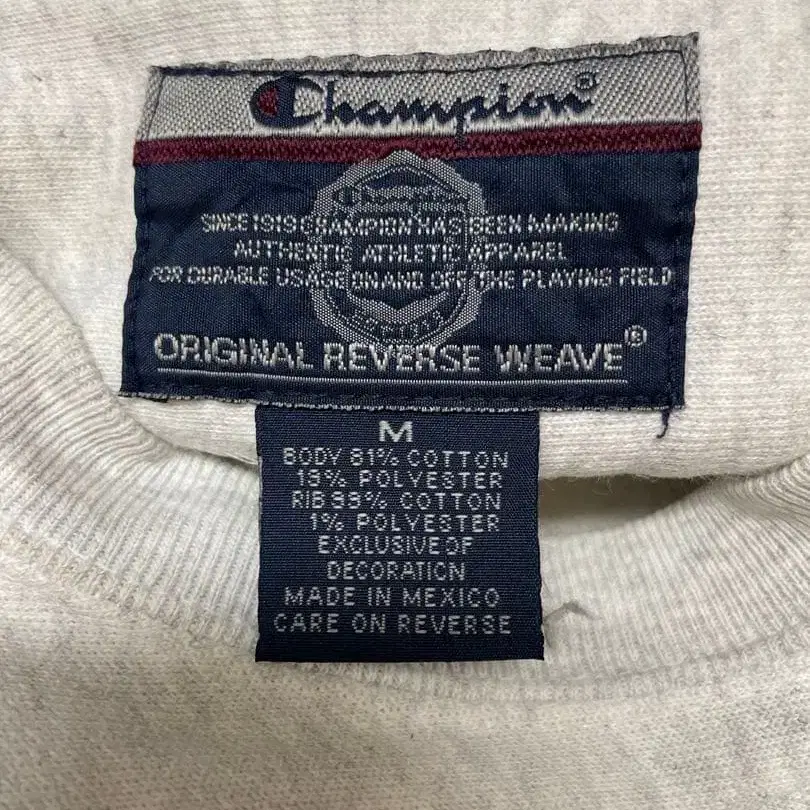 Champion®
SINCE 1919 CHAMPION HAS BEEN MAKING
AUTHENTIC ATHLETIC APPAREL
FOR DURABLE USAGE ON AND OFF THE PLAYING FIELD
ORIGINAL REVERSE WEAVE®
M
BODY 81% COTTON
19% POLYESTER
RIB 99% COTTON
1% POLYESTER
EXCLUSIVE OF
DECORATION
MADE IN MEXICO
CARE ON REVERSE